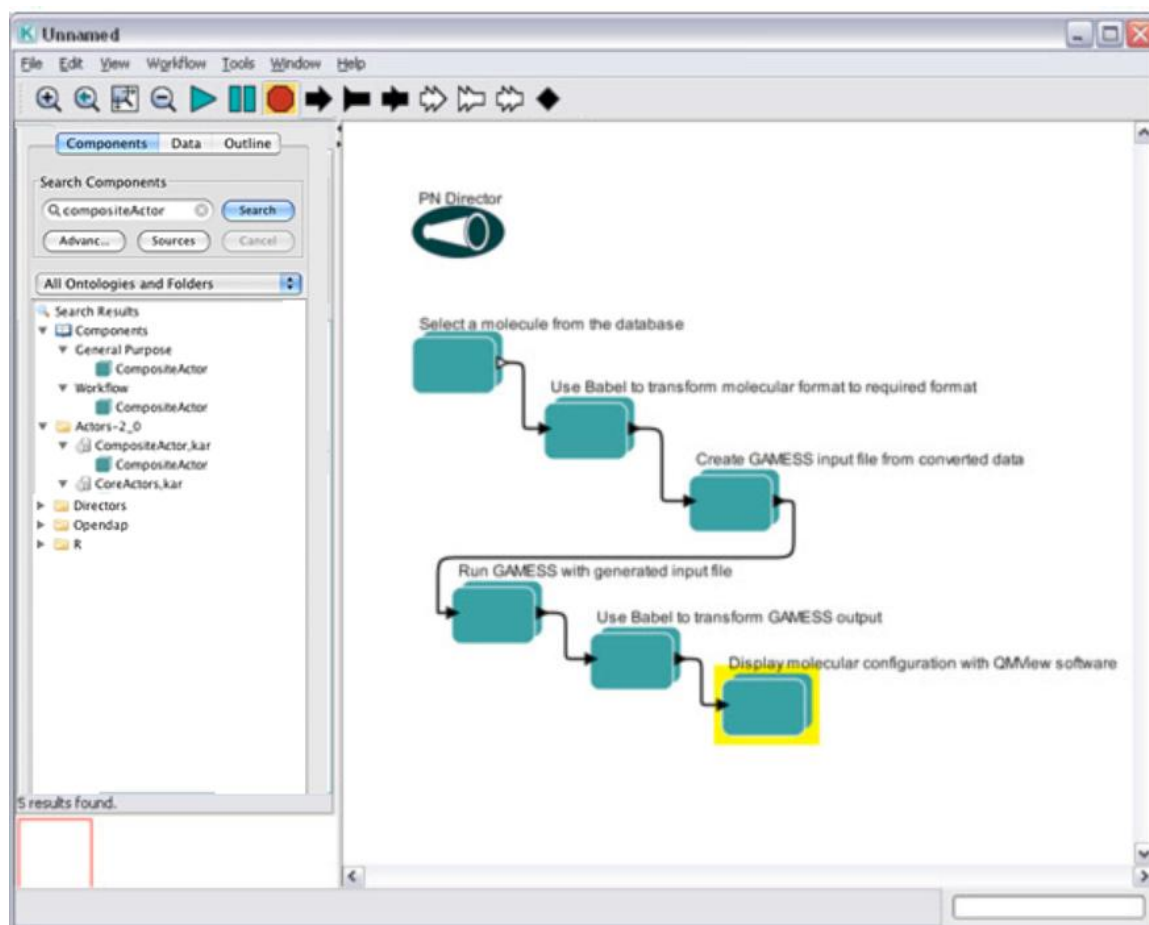 Unnamed
File Edit View Workflow Tools Window Help
Components Data Outline
Search Components
compositeActor Search
Advanc... Sources Cancel
All Ontologies and Folders
Search Results
Components
General Purpose
CompositeActor
Workflow
CompositeActor
Actors-2_0
CompositeActor,kar
CompositeActor
CoreActors,kar
Directors
Opendap
R
5 results found.
PN Director
Select a molecule from the database
Use Babel to transform molecular format to required format
Create GAMESS input file from converted data
Run GAMESS with generated input file
Use Babel to transform GAMESS output
Display molecular configuration with QMView software